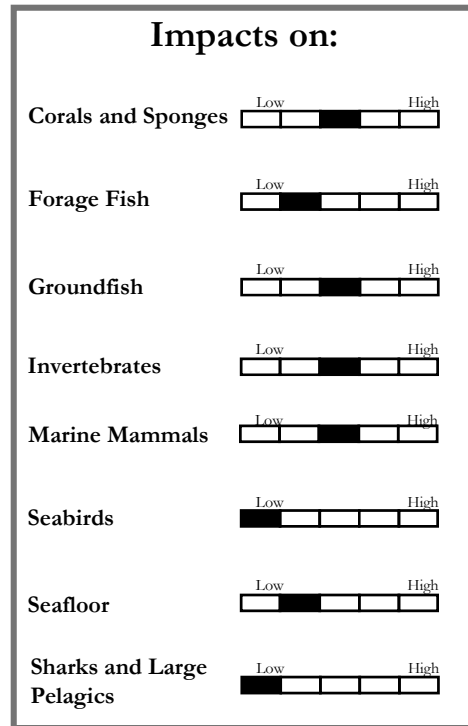 Impacts on:
Low High
Corals and Sponges
Low High
Forage Fish
Low High
Groundfish
Low High
Invertebrates
Low High
Marine Mammals
Low High
Seabirds
Low High
Seafloor
Low High
Sharks and Large
Pelagics